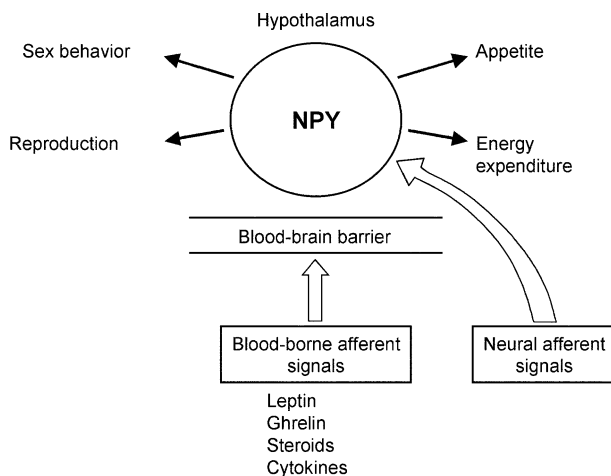 Hypothalamus
Sex behavior
Appetite
NPY
Reproduction
Energy
expenditure
Blood-brain barrier
Blood-borne afferent
signals
Neural afferent
signals
Leptin
Ghrelin
Steroids
Cytokines